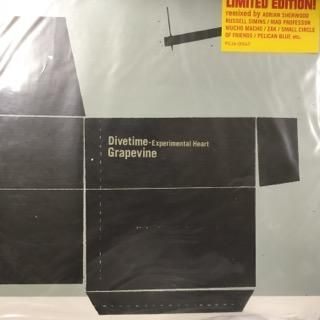 LIMITED EDITION!
remixed by ADRIAN SHERWOOD
RUSSELL SIMINS / MAD PROFESSOR
MUCHO MACHO / ZAK / SMALL CIRCLE
OF FRIENDS / PELICAN BLUE etc.
Divetime-Experimental Heart
Grapevine